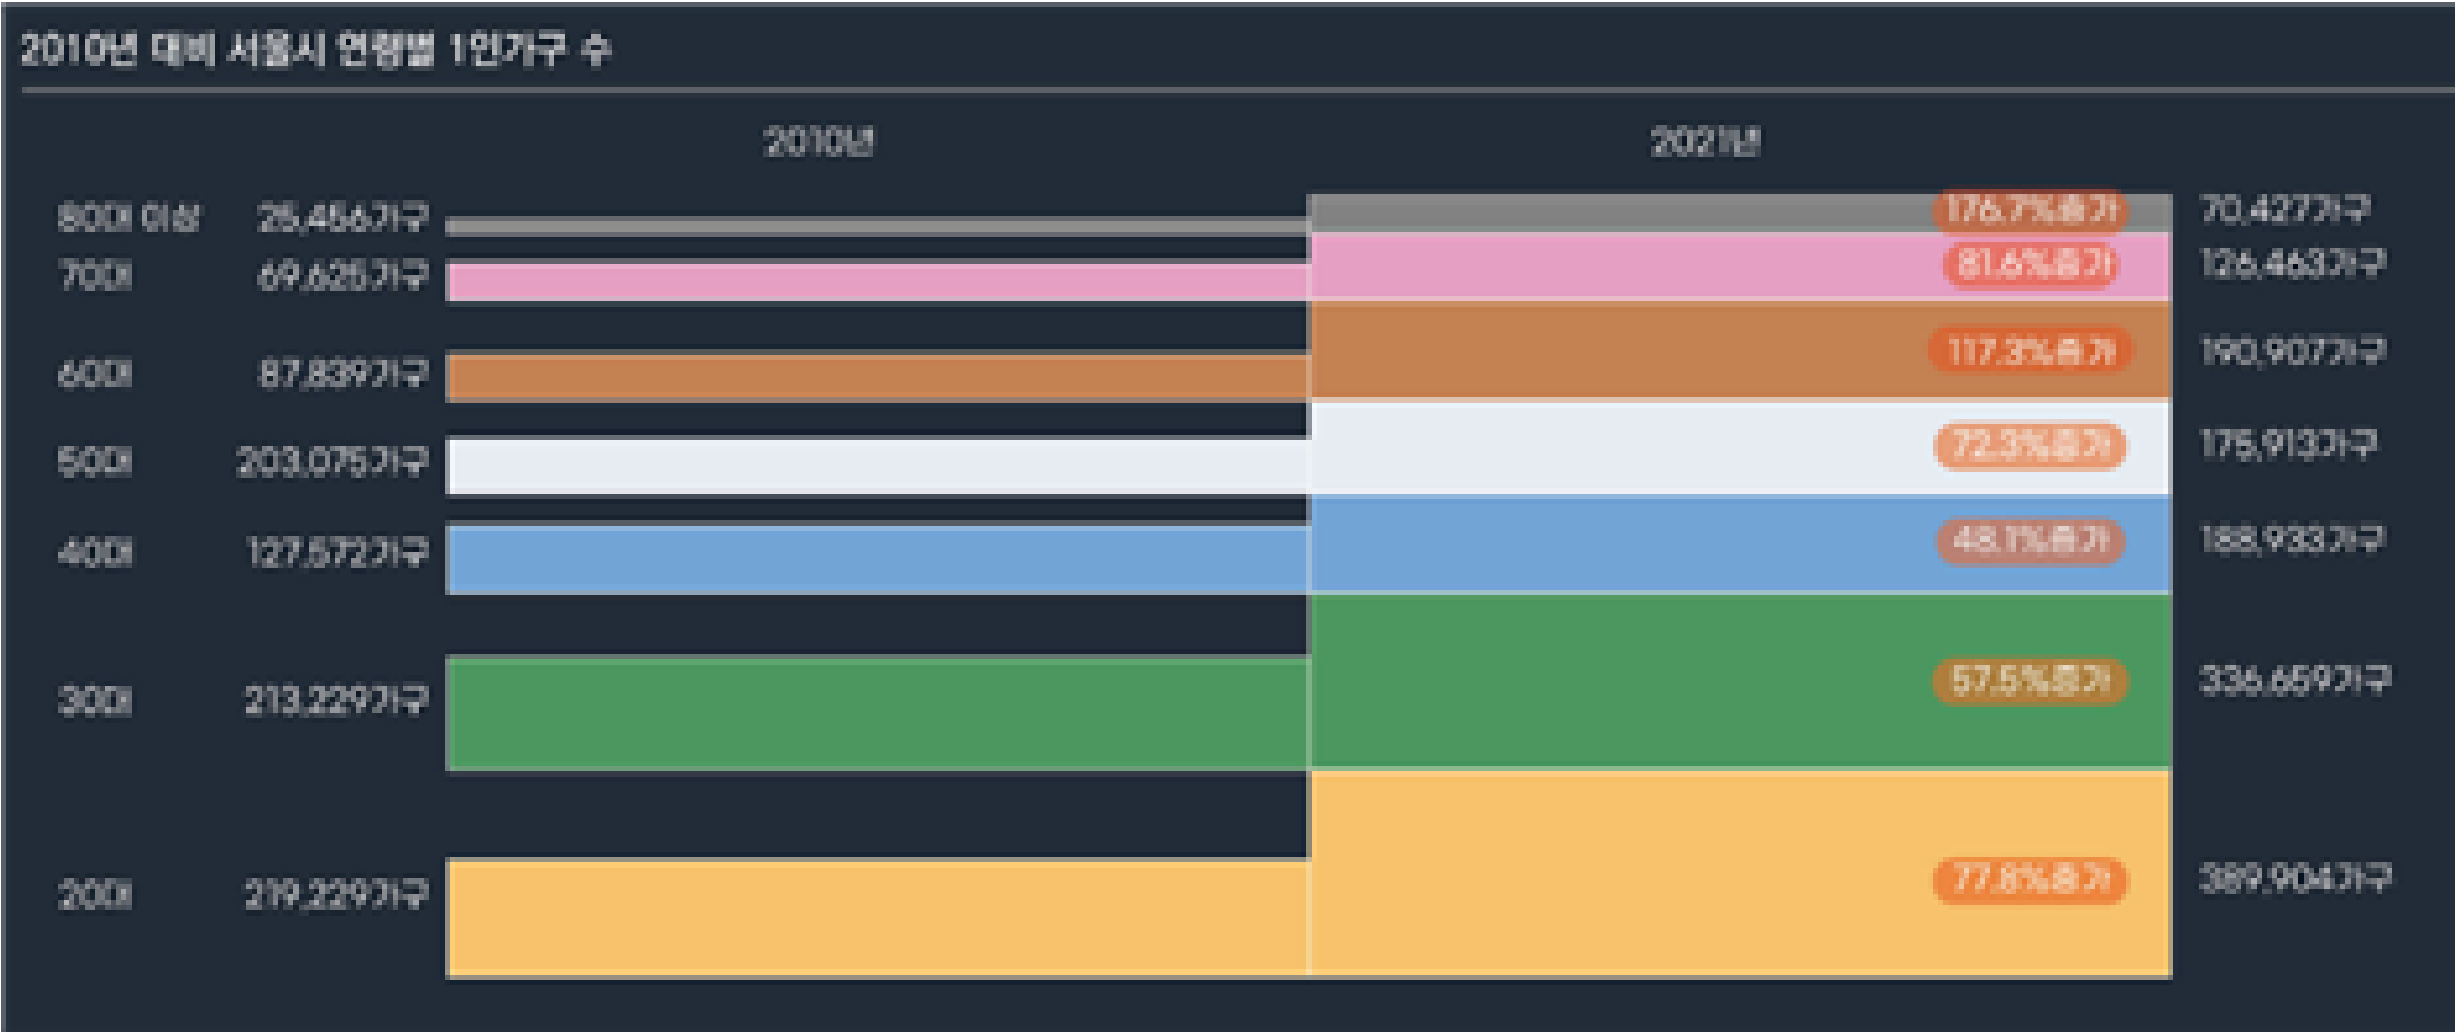 2010년 대비 서울시 연령별 1인가구 수
2010년 2021년
80대 이상 25,456가구 176.7%증가 70,427가구
70대 69,625가구 81.6%증가 126,463가구
60대 87,839가구 117.3%증가 190,907가구
50대 203,075가구 72.3%증가 175,913가구
40대 127,572가구 48.1%증가 188,933가구
30대 213,229가구 57.5%증가 336,659가구
20대 219,229가구 77.8%증가 389,904가구